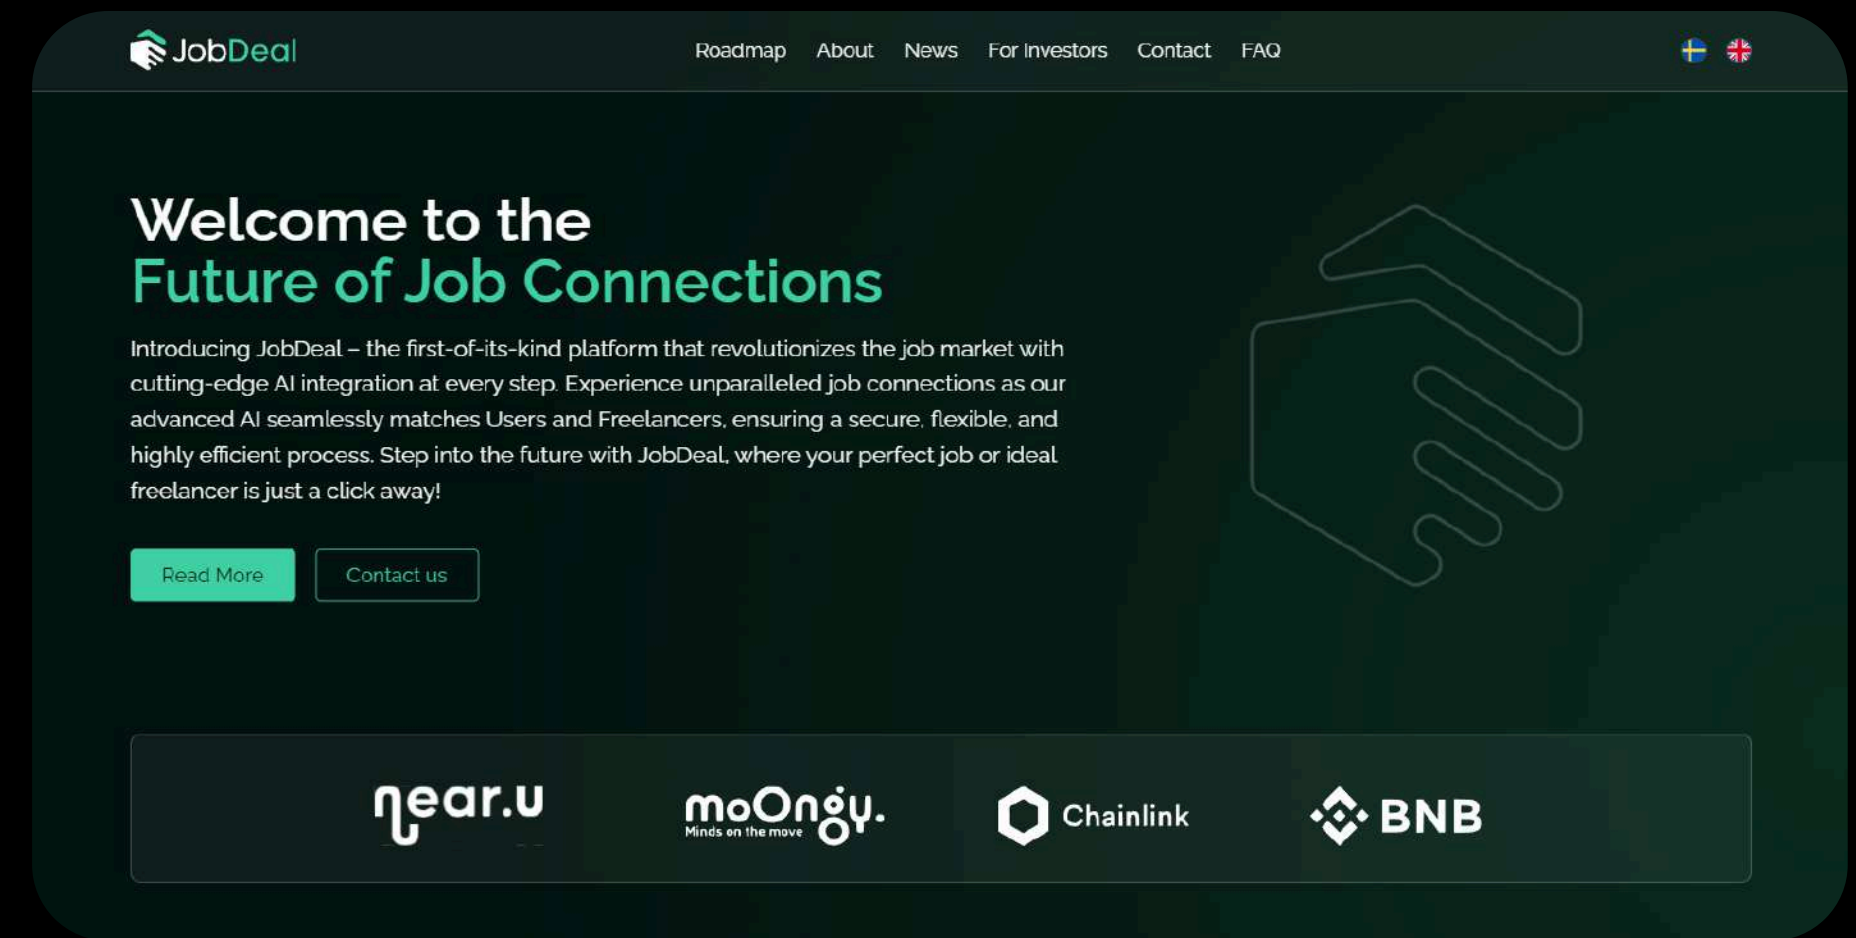 JobDeal
Roadmap About News For Investors Contact FAQ
Welcome to the
Future of Job Connections
Introducing JobDeal – the first-of-its-kind platform that revolutionizes the job market with
cutting-edge AI integration at every step. Experience unparalleled job connections as our
advanced AI seamlessly matches Users and Freelancers, ensuring a secure, flexible, and
highly efficient process. Step into the future with JobDeal, where your perfect job or ideal
freelancer is just a click away!
Read More Contact us
near.u moOngy. Chainlink BNB
Minds on the move